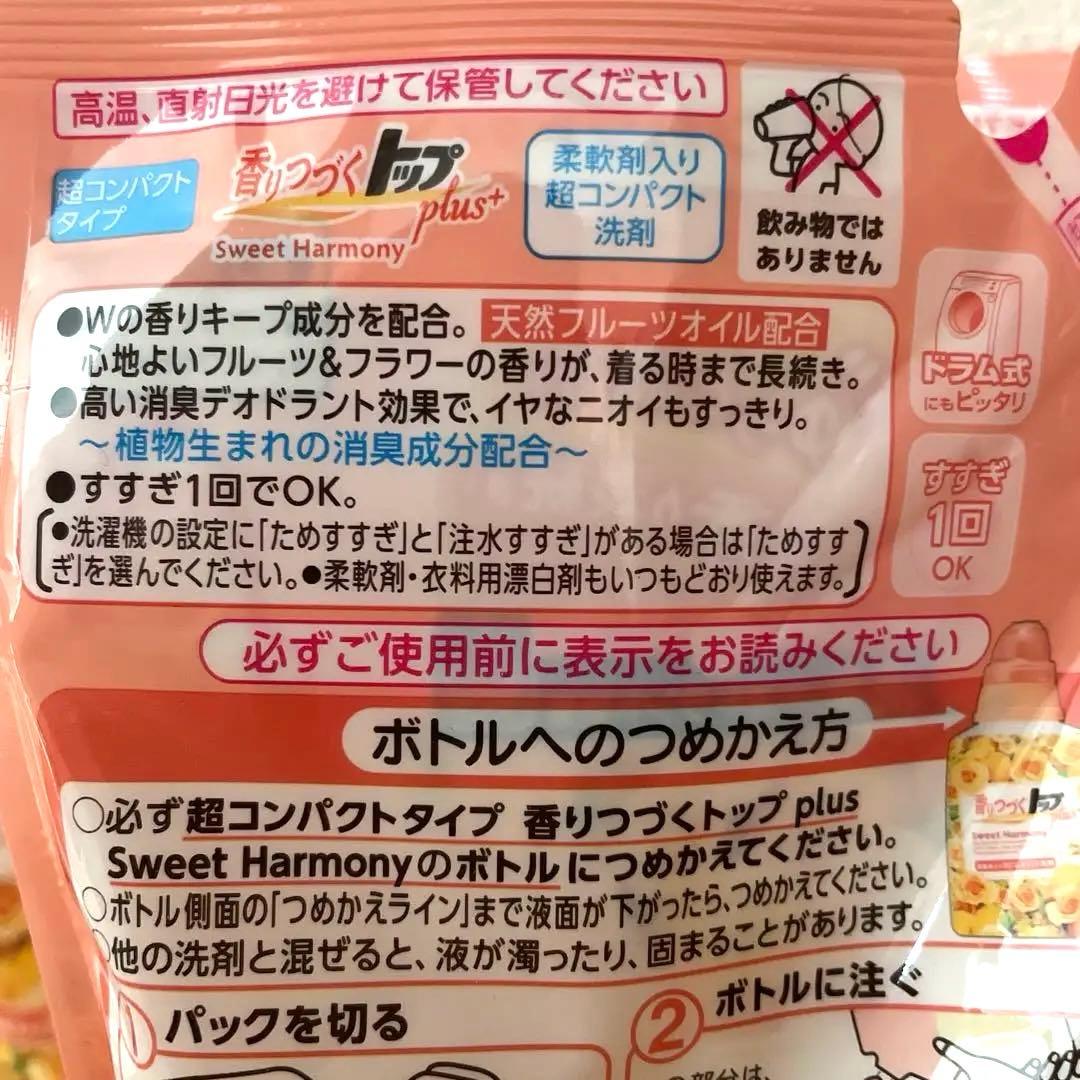 高温、直射日光を避けて保管してください
超コンパクト
タイプ
香りつづくトップ
plus+
Sweet Harmony
柔軟剤入り
超コンパクト
洗剤
飲み物では
ありません
●Wの香りキープ成分を配合。 天然フルーツオイル配合
心地よいフルーツ&フラワーの香りが、着る時まで長続き。
●高い消臭デオドラント効果で、イヤなニオイもすっきり。
～植物生まれの消臭成分配合～
●すすぎ1回でOK。
●洗濯機の設定に「ためすすぎ」と「注水すすぎ」がある場合は「ためすす
ぎ」を選んでください。●柔軟剤・衣料用漂白剤もいつもどおり使えます。
ドラム式
にもピッタリ
すすぎ
1回
OK
必ずご使用前に表示をお読みください
ボトルへのつめかえ方
○必ず超コンパクトタイプ 香りつづくトップplus
Sweet Harmonyのボトルにつめかえてください。
○ボトル側面の「つめかえライン」まで液面が下がったら、つめかえてください。
○他の洗剤と混ぜると、液が濁ったり、固まることがあります。
香りつづくトップ
Sweet Harmony
1 パックを切る
2 ボトルに注ぐ
の部分は、